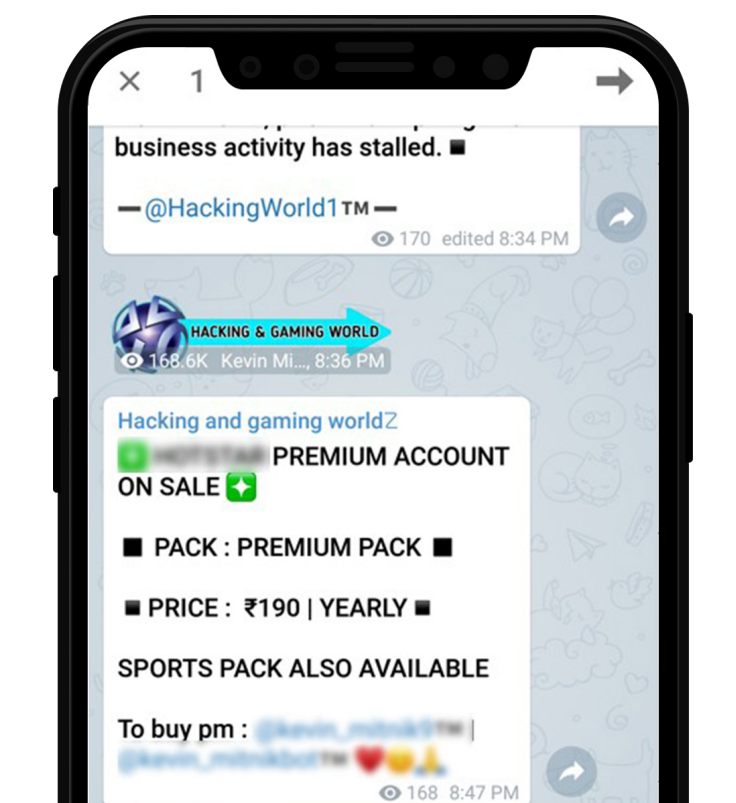 1
business activity has stalled. ◾
➖@HackingWorld1™➖
170 edited 8:34 PM
HACKING & GAMING WORLD
168.6K Kevin Mi..., 8:36 PM
Hacking and gaming worldZ
PREMIUM ACCOUNT
ON SALE
◼ PACK : PREMIUM PACK ◼
◾PRICE : ₹190 | YEARLY◾
SPORTS PACK ALSO AVAILABLE
To buy pm : |
168 8:47 PM